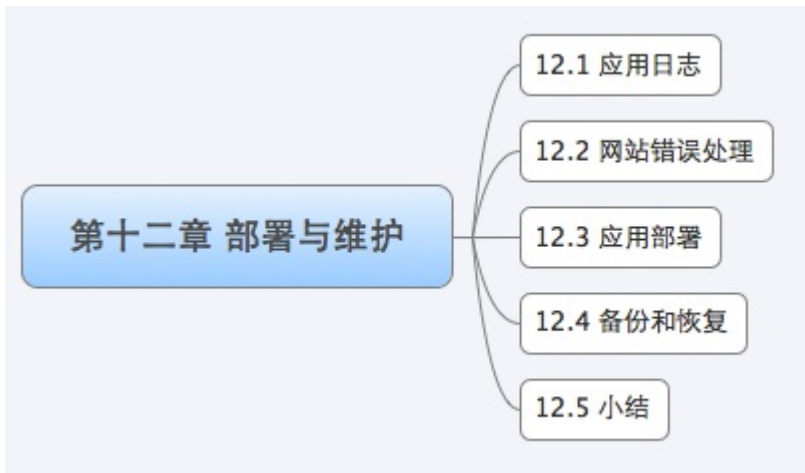 第十二章 部署与维护
12.1 应用日志
12.2 网站错误处理
12.3 应用部署
12.4 备份和恢复
12.5 小结